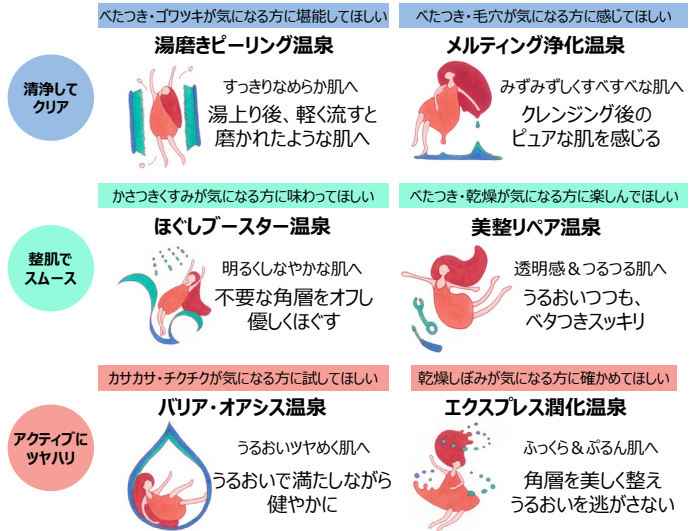 清浄して
クリア
べたつき・ゴワツキが気になる方に堪能してほしい
湯磨きピーリング温泉
すっきりなめらか肌へ
湯上り後、軽く流すと
磨かれたような肌へ
べたつき・毛穴が気になる方に感じてほしい
メルティング浄化温泉
みずみずしくすべすべな肌へ
クレンジング後の
ピュアな肌を感じる
整肌で
スムース
かさつきくすみが気になる方に味わってほしい
ほぐしブースター温泉
明るくしなやかな肌へ
不要な角層をオフし
優しくほぐす
べたつき・乾燥が気になる方に楽しんでほしい
美整リペア温泉
透明感＆つるつる肌へ
うるおいつつも、
ベタつきスッキリ
アクティブに
ツヤハリ
カサカサ・チクチクが気になる方に試してほしい
バリア・オアシス温泉
うるおいツヤめく肌へ
うるおいで満たしながら
健やかに
乾燥しぼみが気になる方に確かめてほしい
エクスプレス潤化温泉
ふっくら＆ぷるん肌へ
角層を美しく整え
うるおいを逃がさない